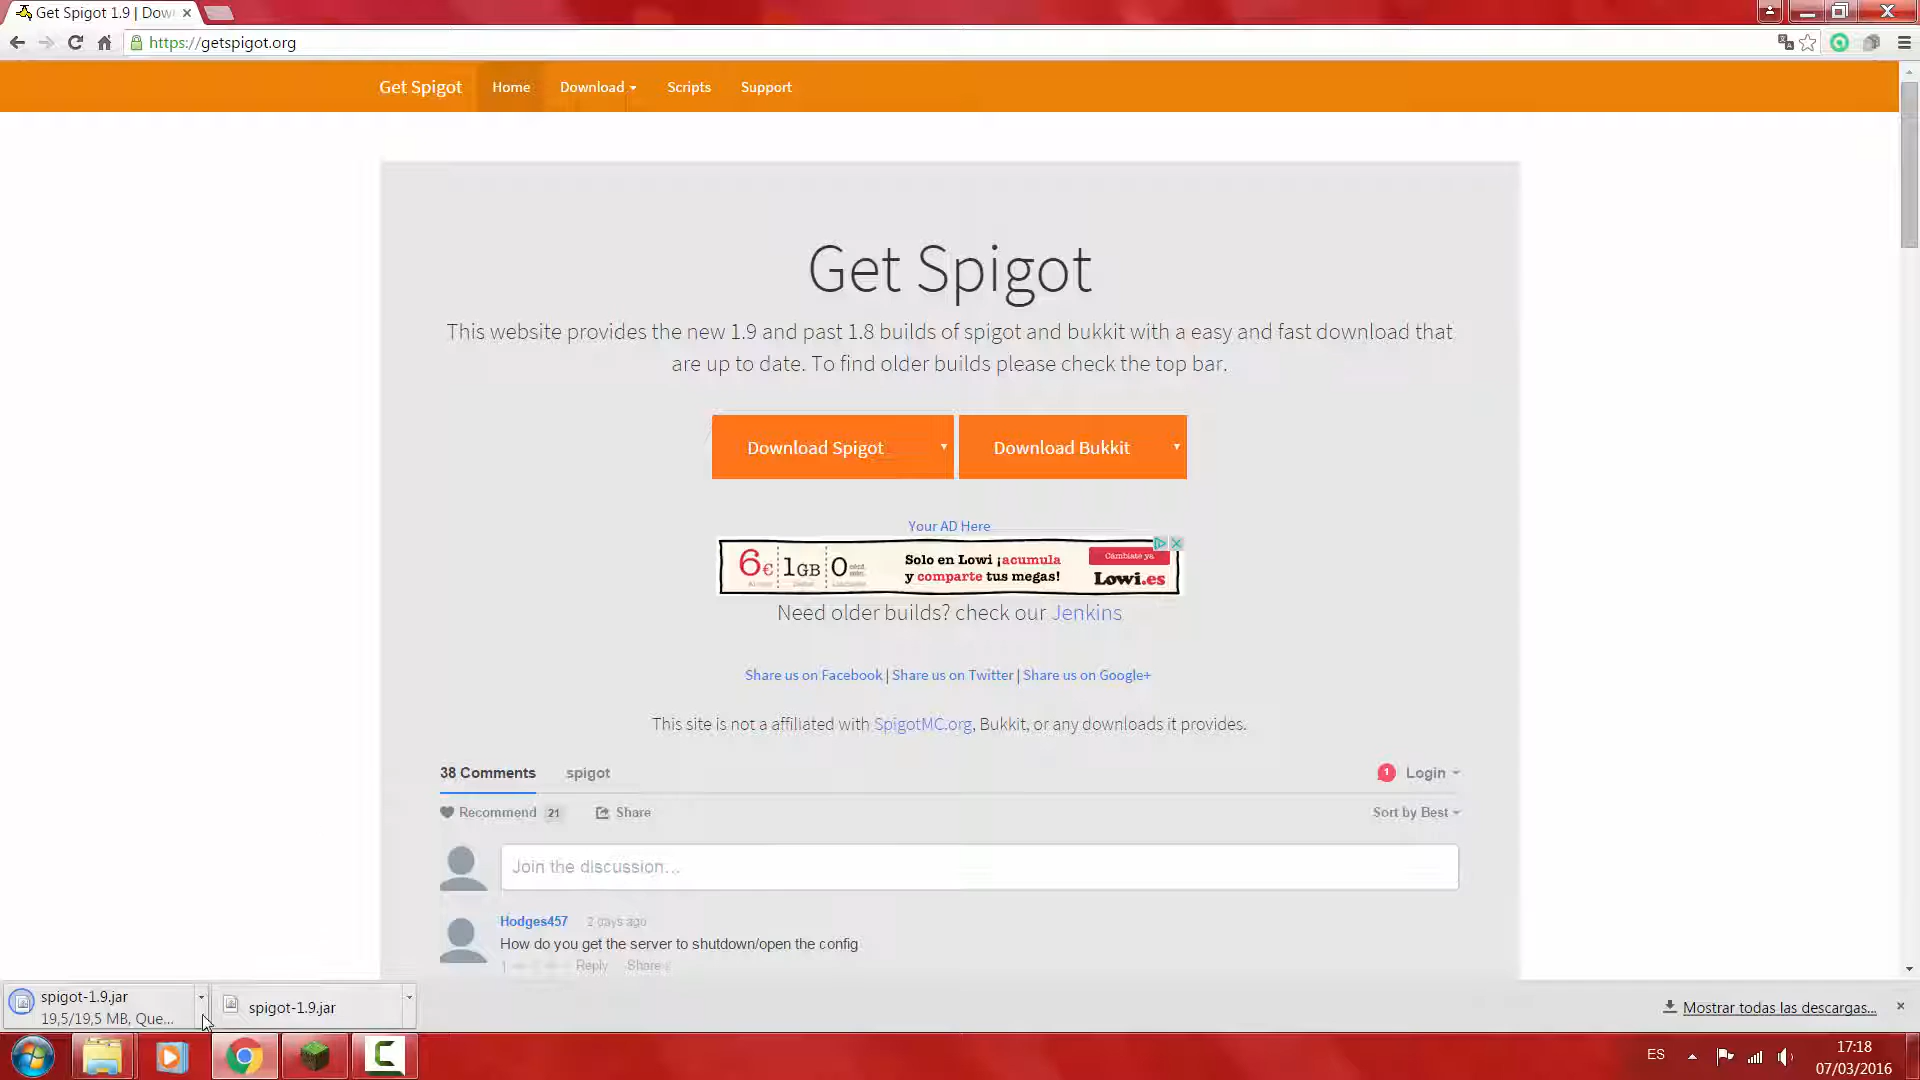 Get Spigot 1.9 | Dow
https://getspigot.org
Get Spigot Home Download Scripts Support
Get Spigot
This website provides the new 1.9 and past 1.8 builds of spigot and bukkit with a easy and fast download that
are up to date. To find older builds please check the top bar.
Download Spigot Download Bukkit
Your AD Here
6€ 1GB 0 Solo en Lowi ¡acumula
y comparte tus megas!
Cámbiate ya
Lowi.es
Need older builds? check our Jenkins
Share us on Facebook | Share us on Twitter | Share us on Google+
This site is not a affiliated with SpigotMC.org, Bukkit, or any downloads it provides.
38 Comments spigot 1 Login
Recommend 21 Share Sort by Best
Join the discussion...
Hodges457 2 days ago
How do you get the server to shutdown/open the config
1 Reply Share
spigot-1.9.jar
19,5/19,5 MB, Que...
spigot-1.9.jar
Mostrar todas las descargas...
ES
17:18
07/03/2016